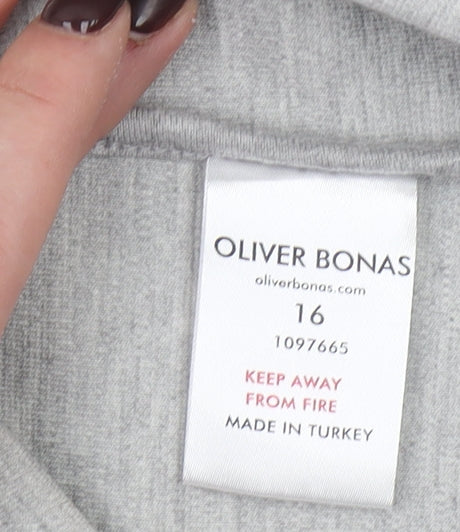 OLIVER BONAS
oliverbonas.com
16
1097665
KEEP AWAY
FROM FIRE
MADE IN TURKEY